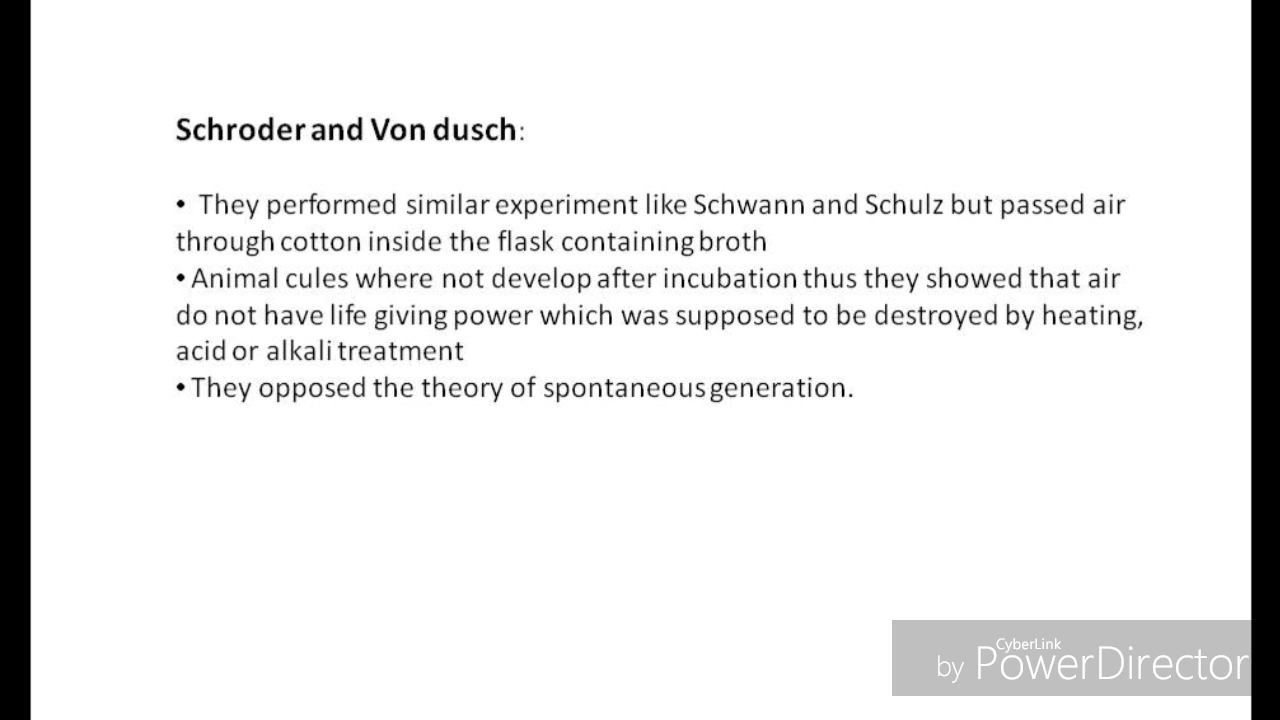 Schroder and Von dusch:
• They performed similar experiment like Schwann and Schulz but passed air
through cotton inside the flask containing broth
• Animal cules where not develop after incubation thus they showed that air
do not have life giving power which was supposed to be destroyed by heating,
acid or alkali treatment
• They opposed the theory of spontaneous generation.
CyberLink
by PowerDirector